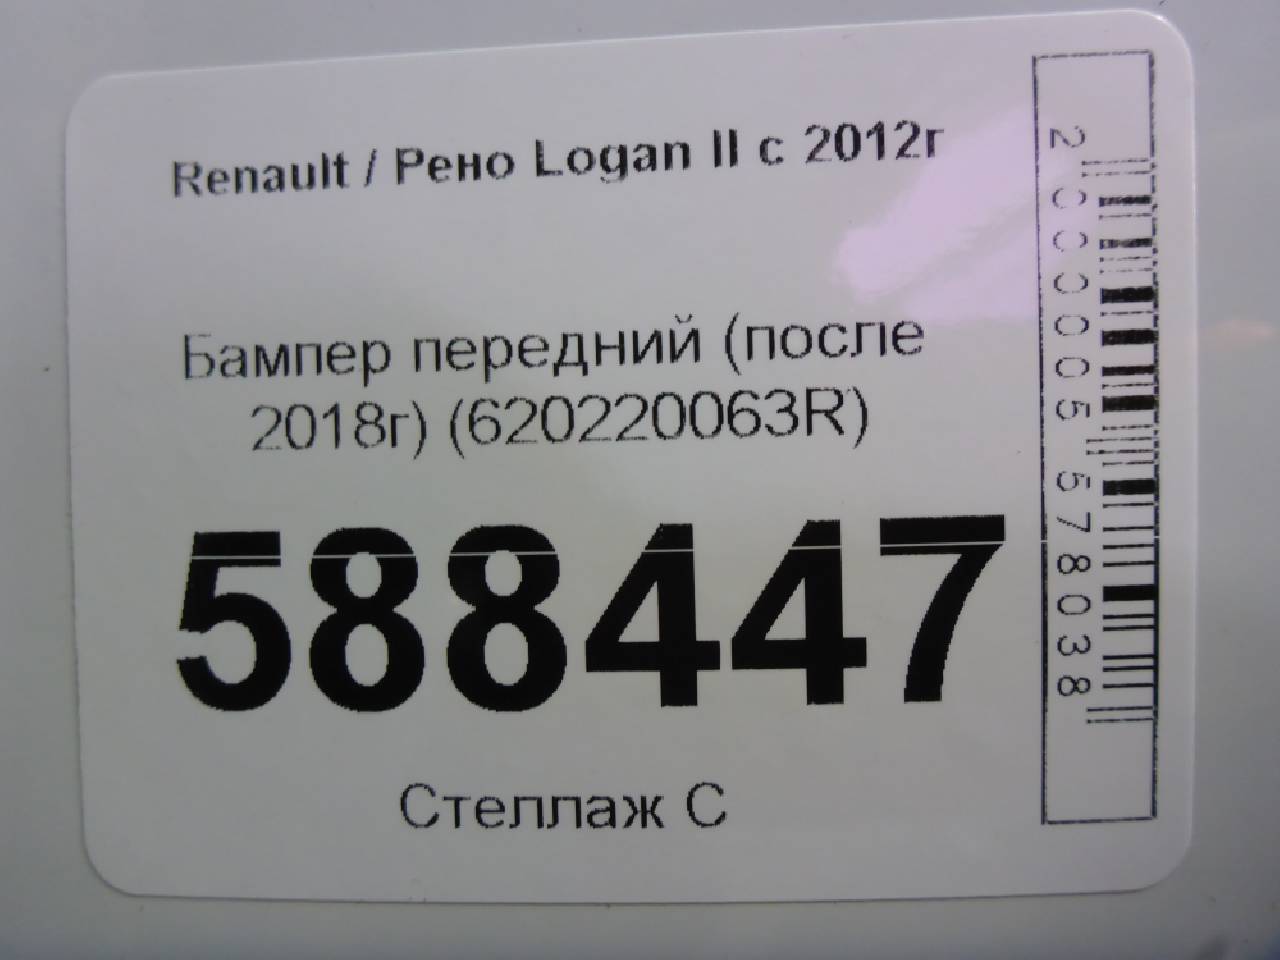 Renault / Рено Logan II с 2012г
Бампер передний (после
2018г) (620220063R)
588447
Стеллаж С
2000005578038